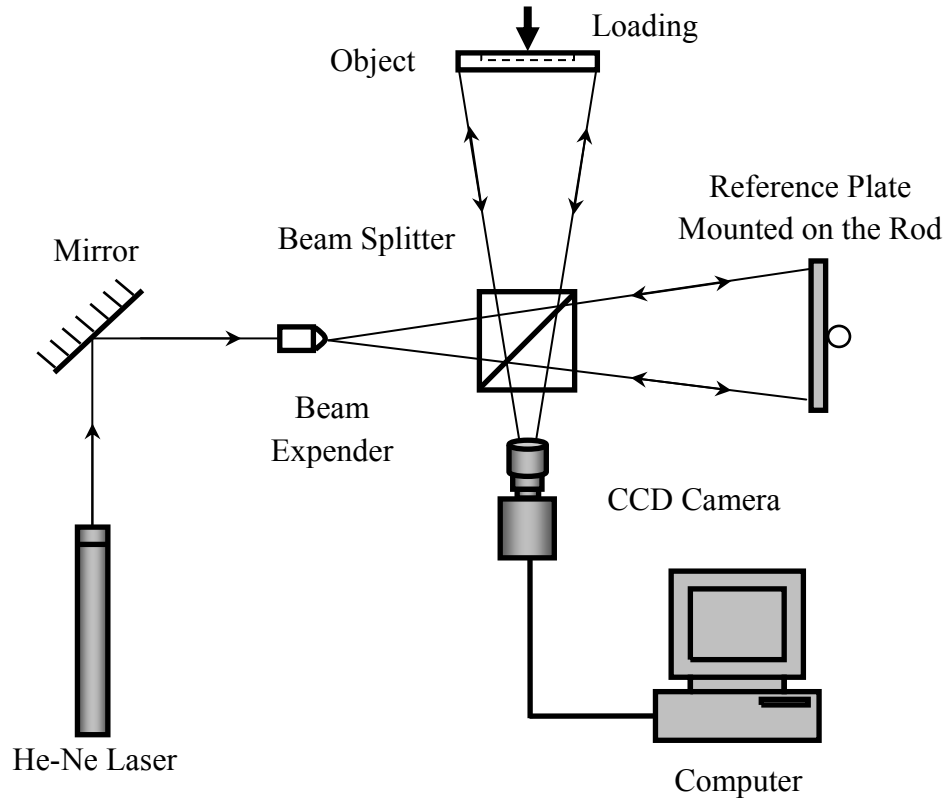 Loading
Object
Reference Plate
Mounted on the Rod
Beam Splitter
Mirror
Beam
Expender
CCD Camera
He-Ne Laser
Computer